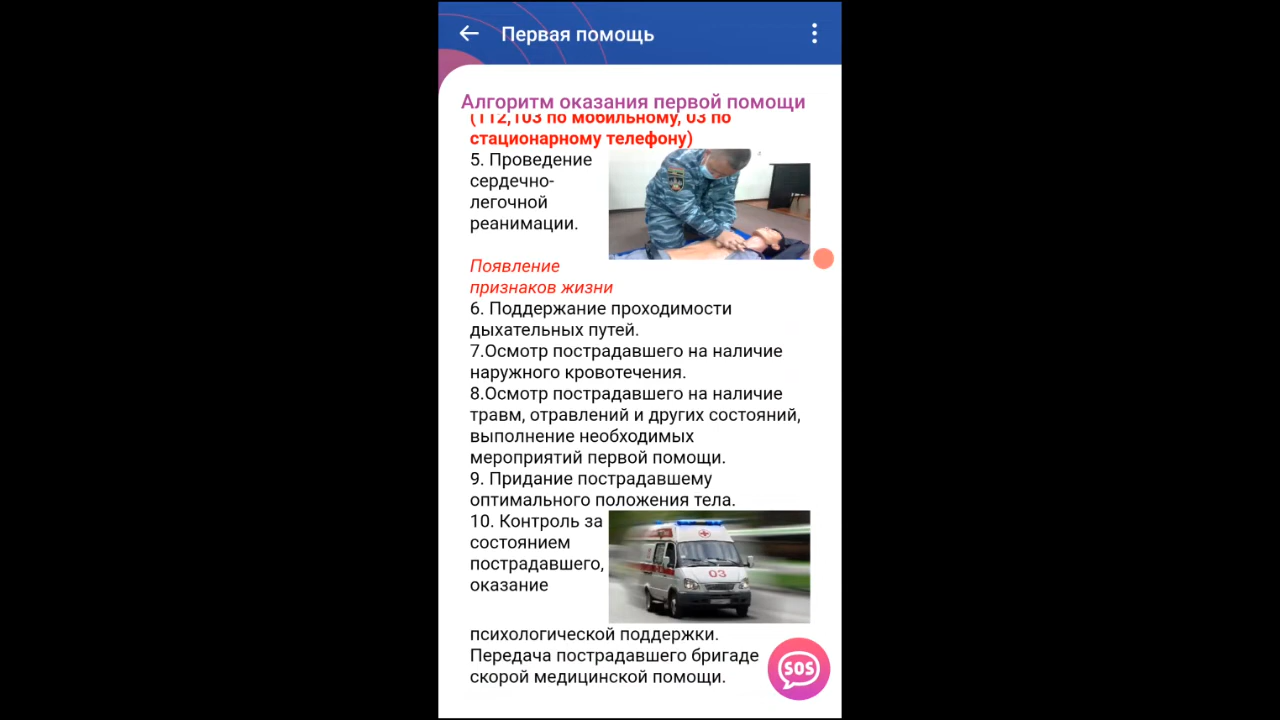 Первая помощь
Алгоритм оказания первой помощи
(112,103 по мобильному, 03 по
стационарному телефону)
5. Проведение
сердечно-
легочной
реанимации.
Появление
признаков жизни
6. Поддержание проходимости
дыхательных путей.
7.Осмотр пострадавшего на наличие
наружного кровотечения.
8.Осмотр пострадавшего на наличие
травм, отравлений и других состояний,
выполнение необходимых
мероприятий первой помощи.
9. Придание пострадавшему
оптимального положения тела.
10. Контроль за
состоянием
пострадавшего,
оказание
03
психологической поддержки.
Передача пострадавшего бригаде
скорой медицинской помощи.
SOS